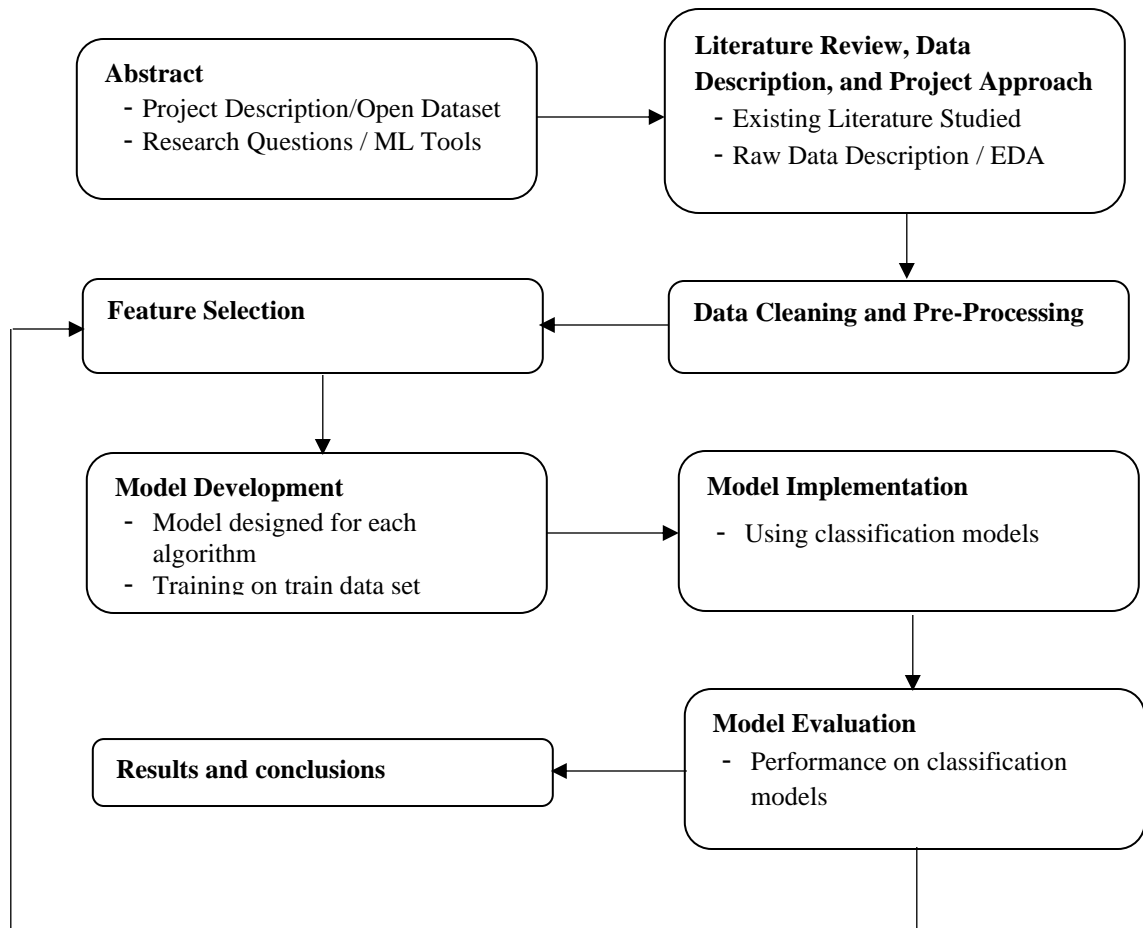 Abstract
- Project Description/Open Dataset
- Research Questions / ML Tools
Literature Review, Data
Description, and Project Approach
- Existing Literature Studied
- Raw Data Description / EDA
Data Cleaning and Pre-Processing
Feature Selection
Model Development
- Model designed for each
algorithm
- Training on train data set
Model Implementation
- Using classification models
Model Evaluation
- Performance on classification
models
Results and conclusions